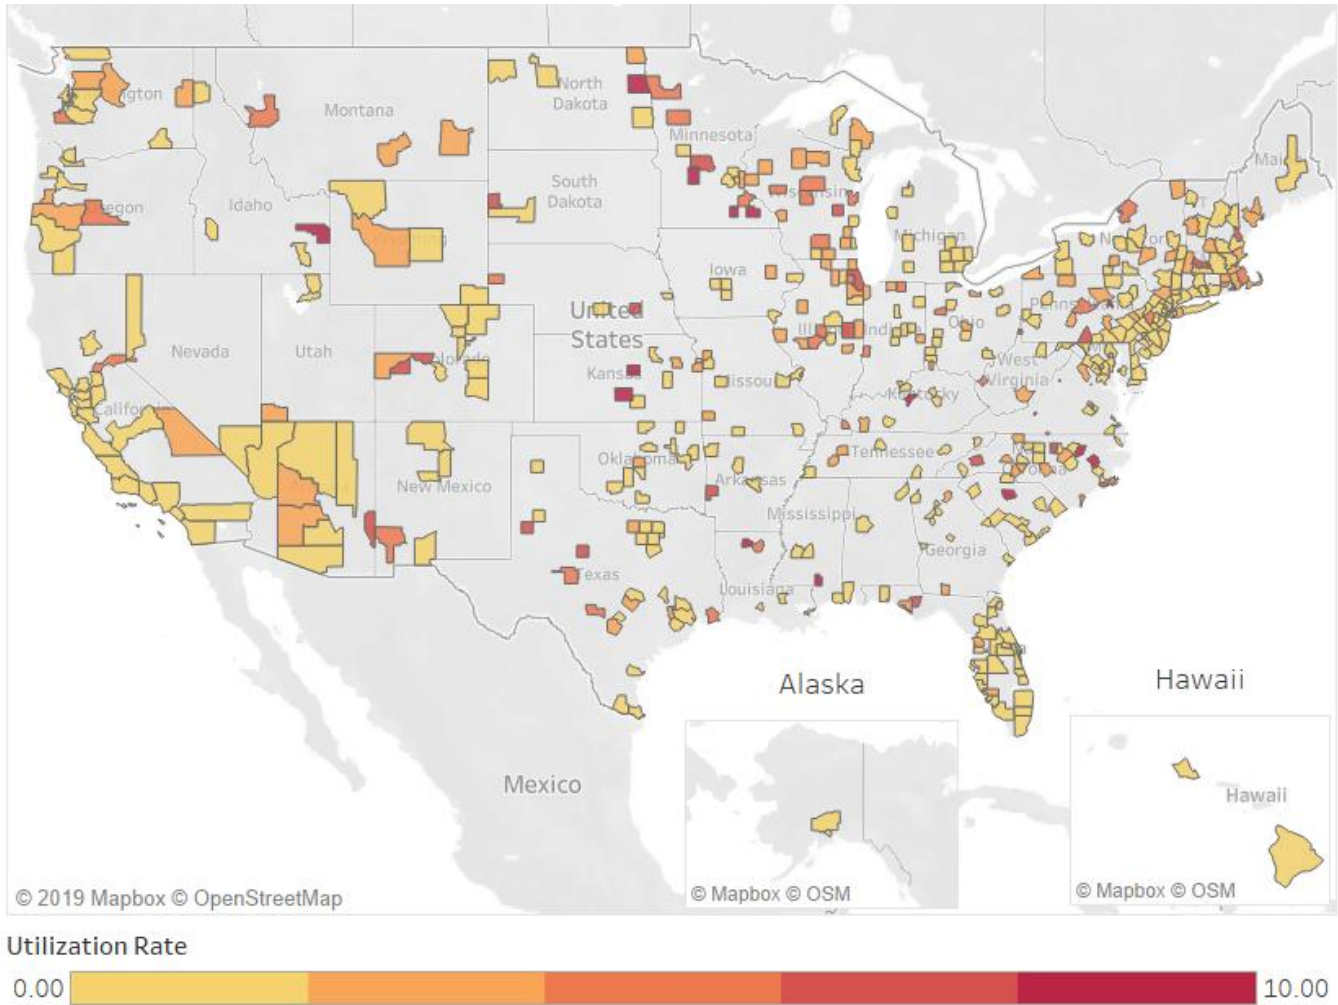 North
Dakota
Montana
Minnesota
South
Dakota
Idaho
Michigan
Iowa
United
States
Nevada
Utah
Ohio
West
Virginia
Kentucky
Tennessee
New Mexico
Arkansas
Mississippi
Georgia
Texas
Louisiana
Alaska
Hawaii
Mexico
Hawaii
© 2019 Mapbox © OpenStreetMap
© Mapbox © OSM
© Mapbox © OSM
Utilization Rate
0.00
10.00